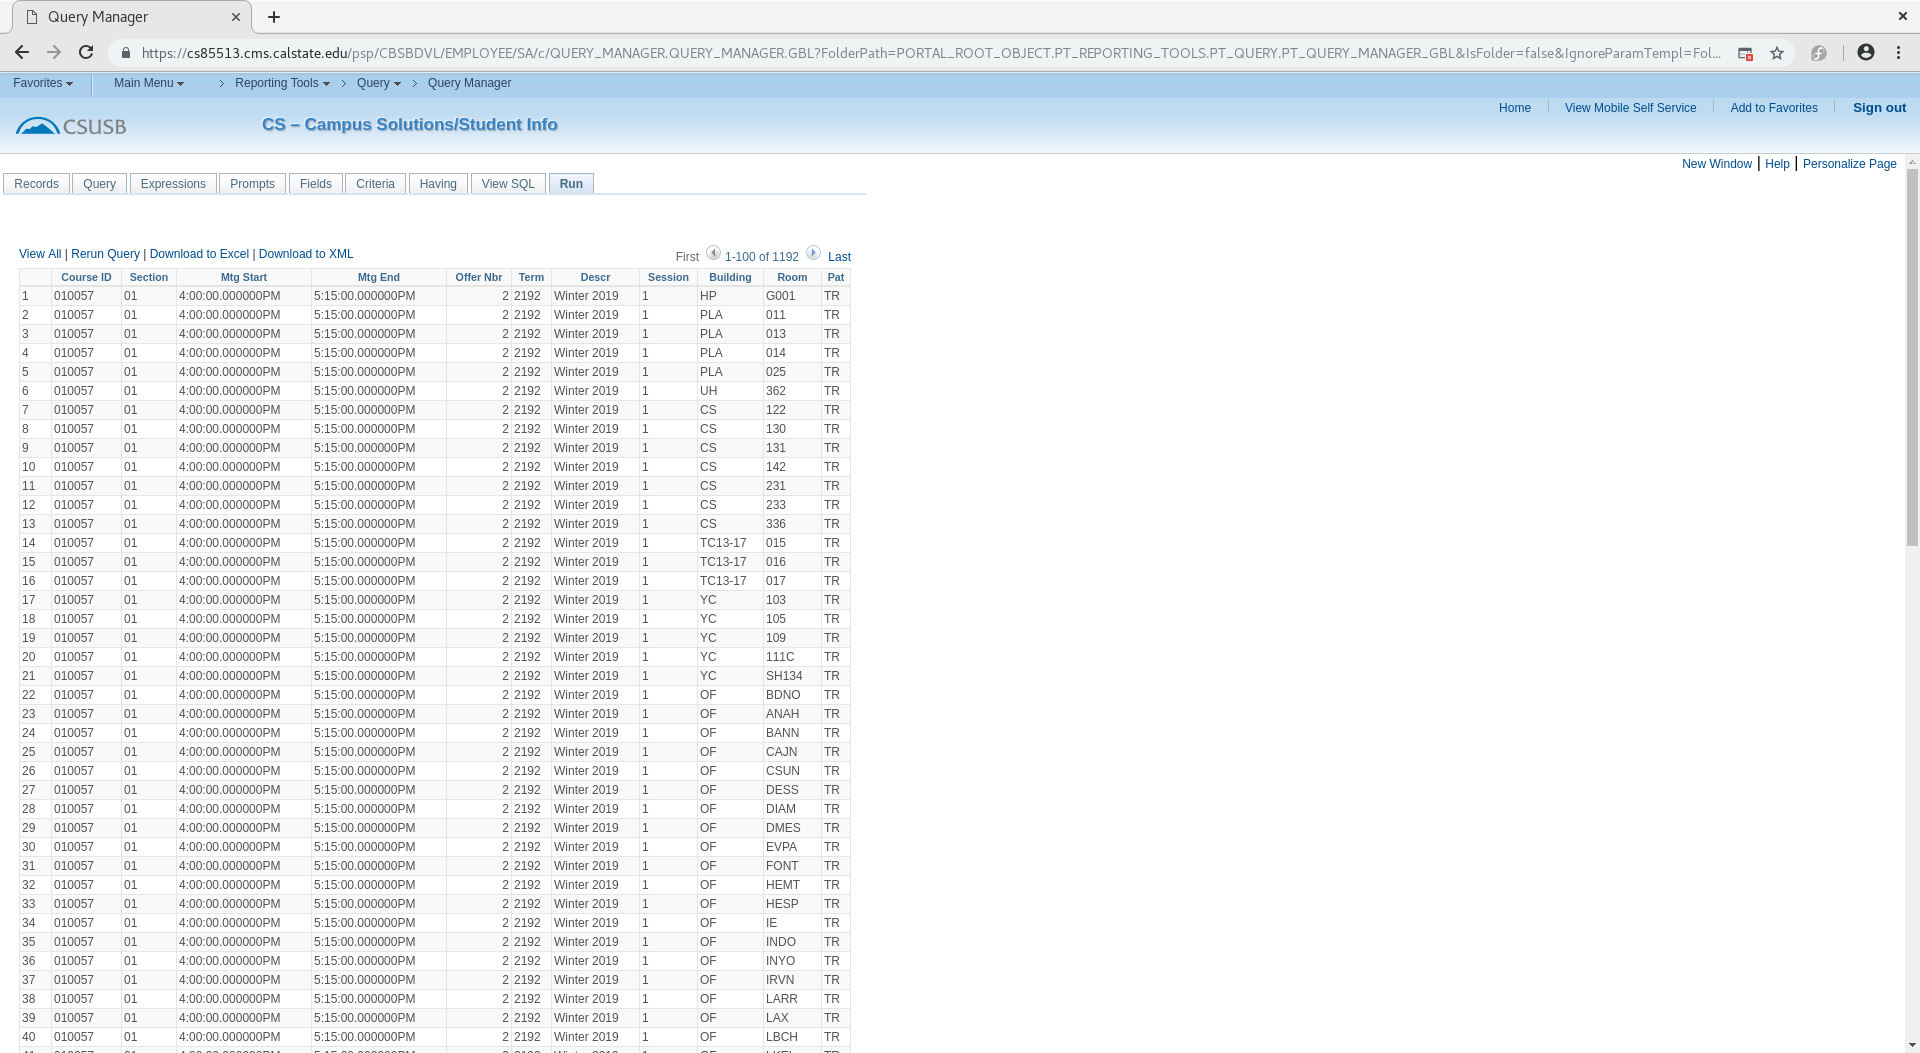 Query Manager
https://cs85513.cms.calstate.edu/psp/CBSBDVL/EMPLOYEE/SA/c/QUERY_MANAGER.QUERY_MANAGER.GBL?FolderPath=PORTAL_ROOT_OBJECT.PT_REPORTING_TOOLS.PT_QUERY.PT_QUERY_MANAGER_GBL&IsFolder=false&IgnoreParamTempl=Fol...
Favorites Main Menu Reporting Tools Query Query Manager
Home View Mobile Self Service Add to Favorites Sign out
CSUSB CS – Campus Solutions/Student Info
New Window | Help | Personalize Page
Records Query Expressions Prompts Fields Criteria Having View SQL Run
View All | Rerun Query | Download to Excel | Download to XML First 1-100 of 1192 Last
Course ID Section Mtg Start Mtg End Offer Nbr Term Descr Session Building Room Pat
1 010057 01 4:00:00.000000PM 5:15:00.000000PM 2 2192 Winter 2019 1 HP G001 TR
2 010057 01 4:00:00.000000PM 5:15:00.000000PM 2 2192 Winter 2019 1 PLA 011 TR
3 010057 01 4:00:00.000000PM 5:15:00.000000PM 2 2192 Winter 2019 1 PLA 013 TR
4 010057 01 4:00:00.000000PM 5:15:00.000000PM 2 2192 Winter 2019 1 PLA 014 TR
5 010057 01 4:00:00.000000PM 5:15:00.000000PM 2 2192 Winter 2019 1 PLA 025 TR
6 010057 01 4:00:00.000000PM 5:15:00.000000PM 2 2192 Winter 2019 1 UH 362 TR
7 010057 01 4:00:00.000000PM 5:15:00.000000PM 2 2192 Winter 2019 1 CS 122 TR
8 010057 01 4:00:00.000000PM 5:15:00.000000PM 2 2192 Winter 2019 1 CS 130 TR
9 010057 01 4:00:00.000000PM 5:15:00.000000PM 2 2192 Winter 2019 1 CS 131 TR
10 010057 01 4:00:00.000000PM 5:15:00.000000PM 2 2192 Winter 2019 1 CS 142 TR
11 010057 01 4:00:00.000000PM 5:15:00.000000PM 2 2192 Winter 2019 1 CS 231 TR
12 010057 01 4:00:00.000000PM 5:15:00.000000PM 2 2192 Winter 2019 1 CS 233 TR
13 010057 01 4:00:00.000000PM 5:15:00.000000PM 2 2192 Winter 2019 1 CS 336 TR
14 010057 01 4:00:00.000000PM 5:15:00.000000PM 2 2192 Winter 2019 1 TC13-17 015 TR
15 010057 01 4:00:00.000000PM 5:15:00.000000PM 2 2192 Winter 2019 1 TC13-17 016 TR
16 010057 01 4:00:00.000000PM 5:15:00.000000PM 2 2192 Winter 2019 1 TC13-17 017 TR
17 010057 01 4:00:00.000000PM 5:15:00.000000PM 2 2192 Winter 2019 1 YC 103 TR
18 010057 01 4:00:00.000000PM 5:15:00.000000PM 2 2192 Winter 2019 1 YC 105 TR
19 010057 01 4:00:00.000000PM 5:15:00.000000PM 2 2192 Winter 2019 1 YC 109 TR
20 010057 01 4:00:00.000000PM 5:15:00.000000PM 2 2192 Winter 2019 1 YC 111C TR
21 010057 01 4:00:00.000000PM 5:15:00.000000PM 2 2192 Winter 2019 1 YC SH134 TR
22 010057 01 4:00:00.000000PM 5:15:00.000000PM 2 2192 Winter 2019 1 OF BDNO TR
23 010057 01 4:00:00.000000PM 5:15:00.000000PM 2 2192 Winter 2019 1 OF ANAH TR
24 010057 01 4:00:00.000000PM 5:15:00.000000PM 2 2192 Winter 2019 1 OF BANN TR
25 010057 01 4:00:00.000000PM 5:15:00.000000PM 2 2192 Winter 2019 1 OF CAJN TR
26 010057 01 4:00:00.000000PM 5:15:00.000000PM 2 2192 Winter 2019 1 OF CSUN TR
27 010057 01 4:00:00.000000PM 5:15:00.000000PM 2 2192 Winter 2019 1 OF DESS TR
28 010057 01 4:00:00.000000PM 5:15:00.000000PM 2 2192 Winter 2019 1 OF DIAM TR
29 010057 01 4:00:00.000000PM 5:15:00.000000PM 2 2192 Winter 2019 1 OF DMES TR
30 010057 01 4:00:00.000000PM 5:15:00.000000PM 2 2192 Winter 2019 1 OF EVPA TR
31 010057 01 4:00:00.000000PM 5:15:00.000000PM 2 2192 Winter 2019 1 OF FONT TR
32 010057 01 4:00:00.000000PM 5:15:00.000000PM 2 2192 Winter 2019 1 OF HEMT TR
33 010057 01 4:00:00.000000PM 5:15:00.000000PM 2 2192 Winter 2019 1 OF HESP TR
34 010057 01 4:00:00.000000PM 5:15:00.000000PM 2 2192 Winter 2019 1 OF IE TR
35 010057 01 4:00:00.000000PM 5:15:00.000000PM 2 2192 Winter 2019 1 OF INDO TR
36 010057 01 4:00:00.000000PM 5:15:00.000000PM 2 2192 Winter 2019 1 OF INYO TR
37 010057 01 4:00:00.000000PM 5:15:00.000000PM 2 2192 Winter 2019 1 OF IRVN TR
38 010057 01 4:00:00.000000PM 5:15:00.000000PM 2 2192 Winter 2019 1 OF LARR TR
39 010057 01 4:00:00.000000PM 5:15:00.000000PM 2 2192 Winter 2019 1 OF LAX TR
40 010057 01 4:00:00.000000PM 5:15:00.000000PM 2 2192 Winter 2019 1 OF LBCH TR